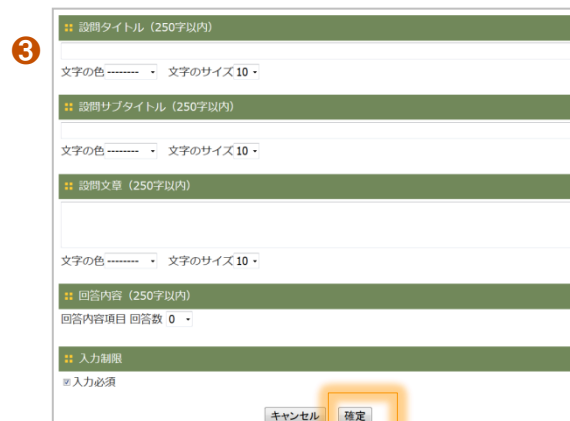 3
設問タイトル（250字以内）
文字の色 -------- 文字のサイズ 10
設問サブタイトル（250字以内）
文字の色 -------- 文字のサイズ 10
設問文章（250字以内）
文字の色 -------- 文字のサイズ 10
回答内容（250字以内）
回答内容項目 回答数 0
入力制限
入力必須
キャンセル 確定